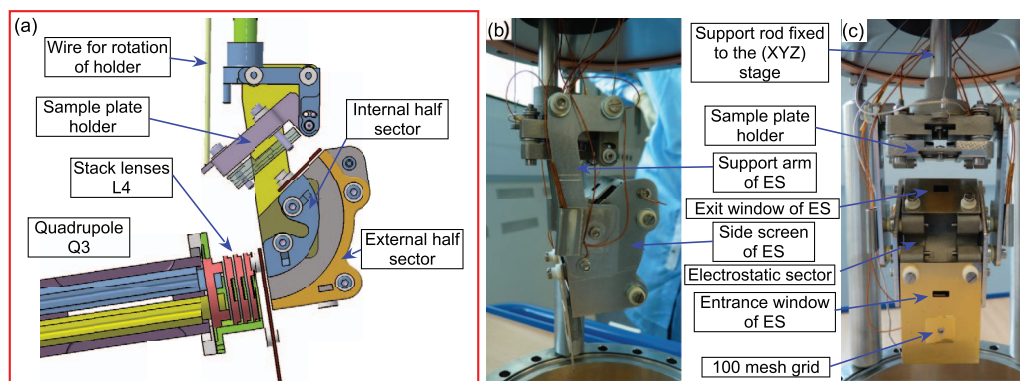 (a)
Wire for rotation
of holder
Sample plate
holder
Stack lenses
L4
Quadrupole
Q3
Internal half
sector
External half
sector
(b)
Support rod fixed
to the (XYZ)
stage
Sample plate
holder
Support arm
of ES
Exit window of ES
Side screen
of ES
Electrostatic sector
Entrance window
of ES
100 mesh grid
(c)